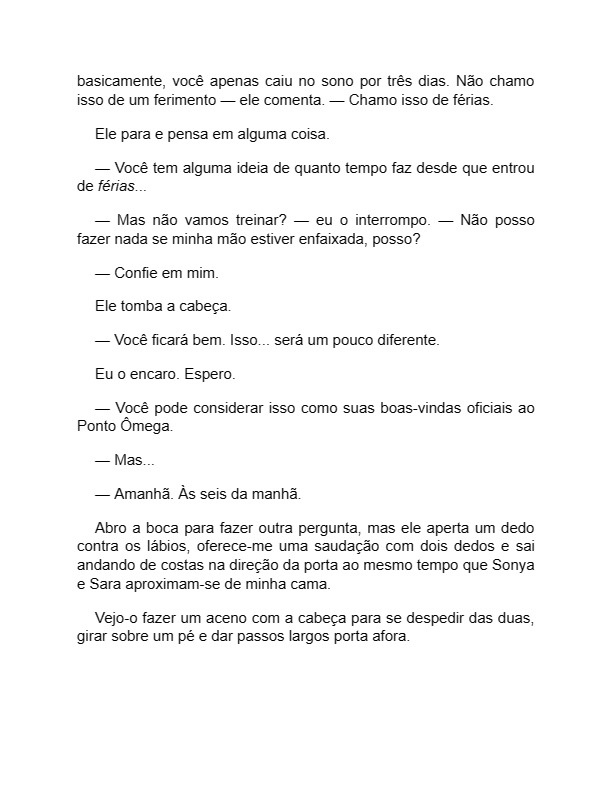 basicamente, você apenas caiu no sono por três dias. Não chamo
isso de um ferimento — ele comenta. — Chamo isso de férias.
Ele para e pensa em alguma coisa.
— Você tem alguma ideia de quanto tempo faz desde que entrou
de férias...
— Mas não vamos treinar? — eu o interrompo. — Não posso
fazer nada se minha mão estiver enfaixada, posso?
— Confie em mim.
Ele tomba a cabeça.
— Você ficará bem. Isso... será um pouco diferente.
Eu o encaro. Espero.
— Você pode considerar isso como suas boas-vindas oficiais ao
Ponto Ômega.
— Mas...
— Amanhã. Às seis da manhã.
Abro a boca para fazer outra pergunta, mas ele aperta um dedo
contra os lábios, oferece-me uma saudação com dois dedos e sai
andando de costas na direção da porta ao mesmo tempo que Sonya
e Sara aproximam-se de minha cama.
Vejo-o fazer um aceno com a cabeça para se despedir das duas,
girar sobre um pé e dar passos largos porta afora.